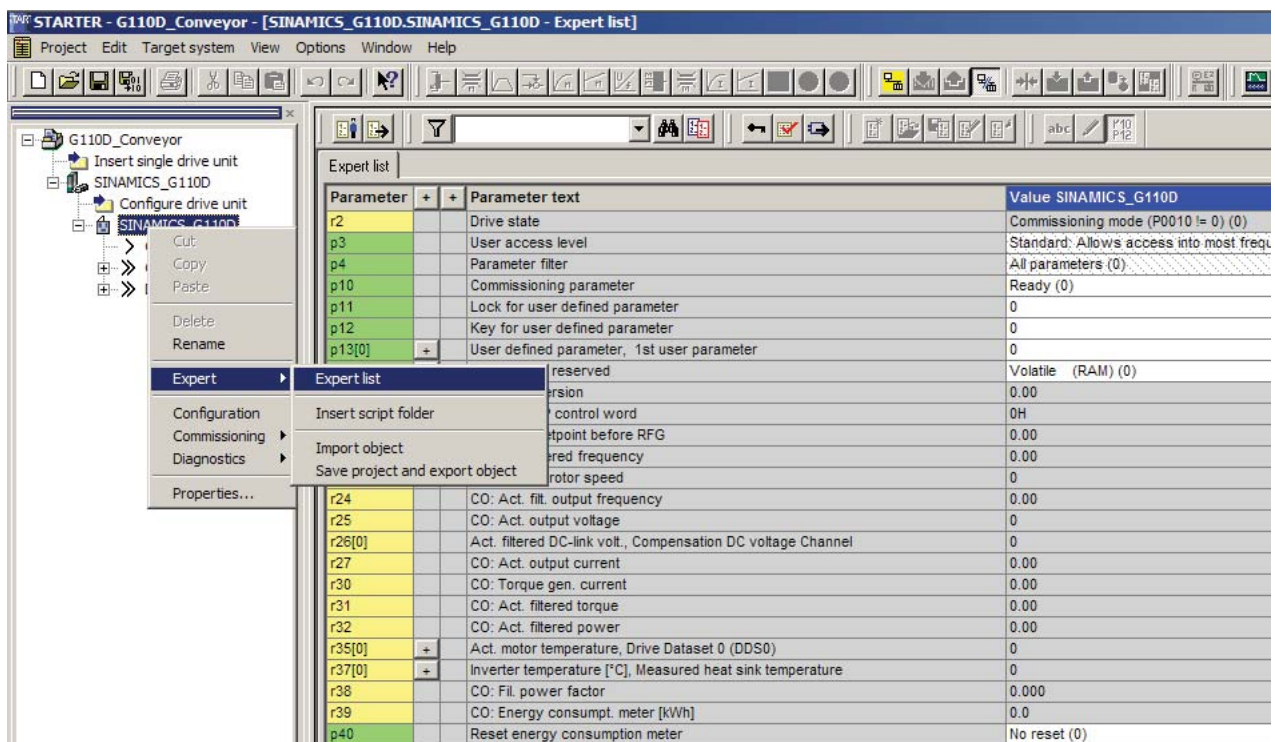 STARTER - G110D_Conveyor - [SINAMICS_G110D.SINAMICS_G110D - Expert list]
Project Edit Target system View Options Window Help
G110D_Conveyor
Insert single drive unit
SINAMICS_G110D
Configure drive unit
SINAMICS_G110D
Cut
Copy
Paste
Delete
Rename
Expert
Configuration
Commissioning
Diagnostics
Properties...
Expert list
Insert script folder
Import object
Save project and export object
abc
Expert list
Parameter + + Parameter text Value SINAMICS_G110D
r2 Drive state Commissioning mode (P0010 != 0) (0)
p3 User access level Standard: Allows access into most frequ
p4 Parameter filter All parameters (0)
p10 Commissioning parameter Ready (0)
p11 Lock for user defined parameter 0
p12 Key for user defined parameter 0
p13[0] + User defined parameter, 1st user parameter 0
reserved Volatile (RAM) (0)
ersion 0.00
control word 0H
etpoint before RFG 0.00
ered frequency 0.00
rotor speed 0
r24 CO: Act. filt. output frequency 0.00
r25 CO: Act. output voltage 0
r26[0] Act. filtered DC-link volt., Compensation DC voltage Channel 0
r27 CO: Act. output current 0.00
r30 CO: Torque gen. current 0.00
r31 CO: Act. filtered torque 0.00
r32 CO: Act. filtered power 0.00
r35[0] + Act. motor temperature, Drive Dataset 0 (DDS0) 0
r37[0] + Inverter temperature [°C], Measured heat sink temperature 0
r38 CO: Fil. power factor 0.000
r39 CO: Energy consumpt. meter [kWh] 0.0
p40 Reset energy consumption meter No reset (0)